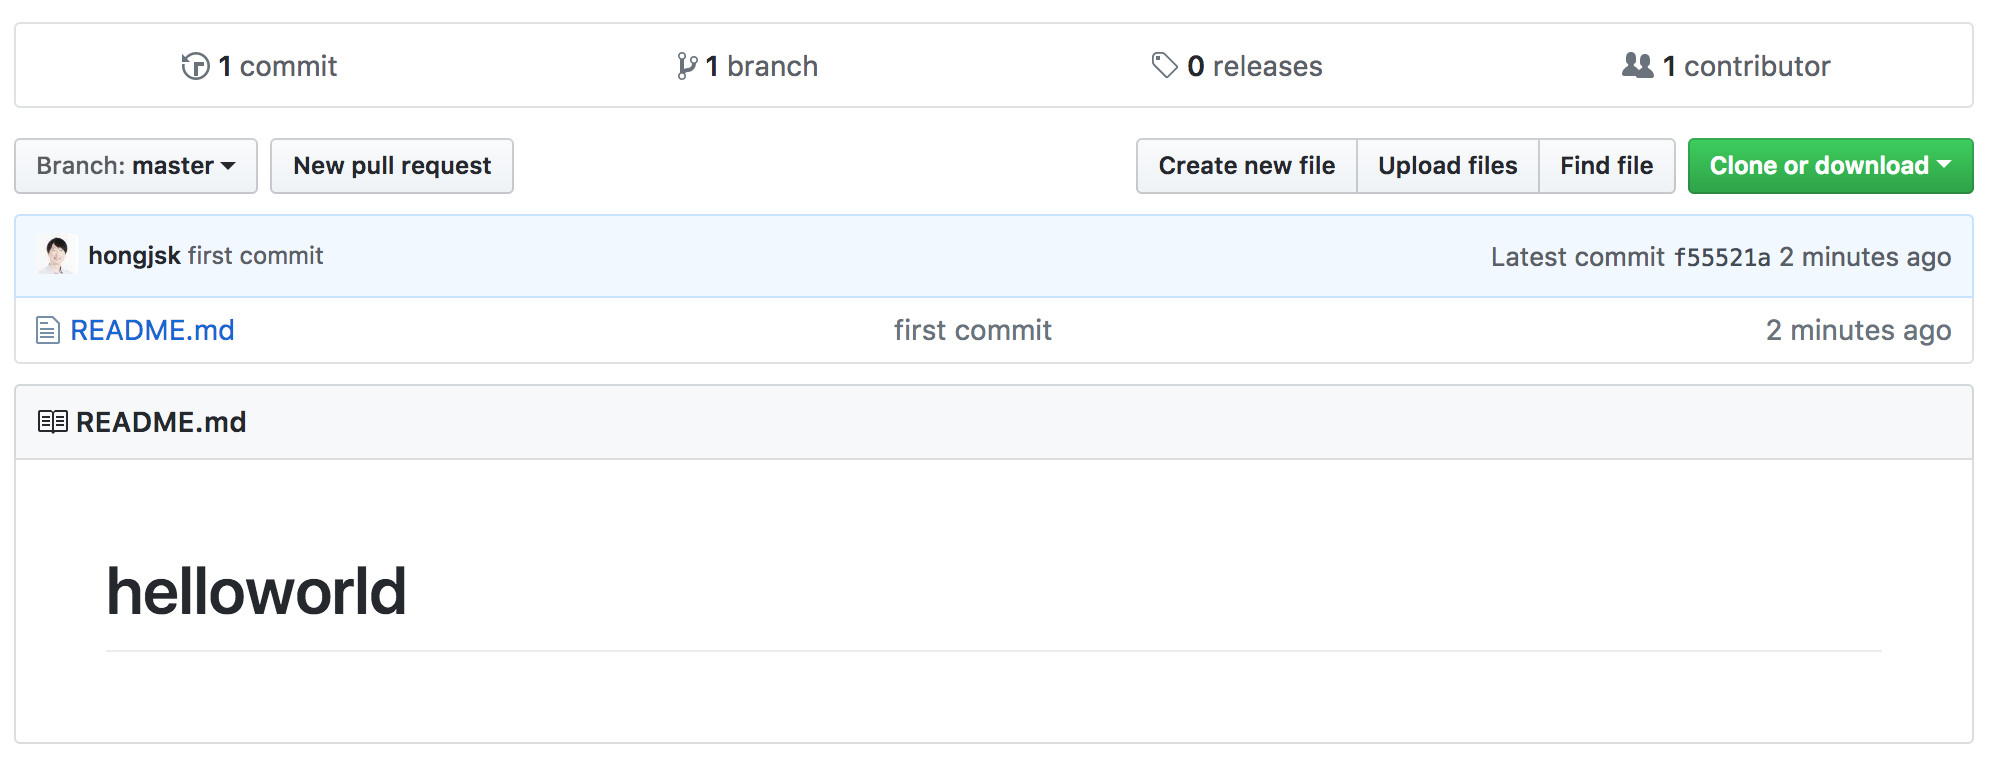 1 commit 1 branch 0 releases 1 contributor
Branch: master New pull request Create new file Upload files Find file Clone or download
hongjsk first commit Latest commit f55521a 2 minutes ago
README.md first commit 2 minutes ago
README.md
helloworld